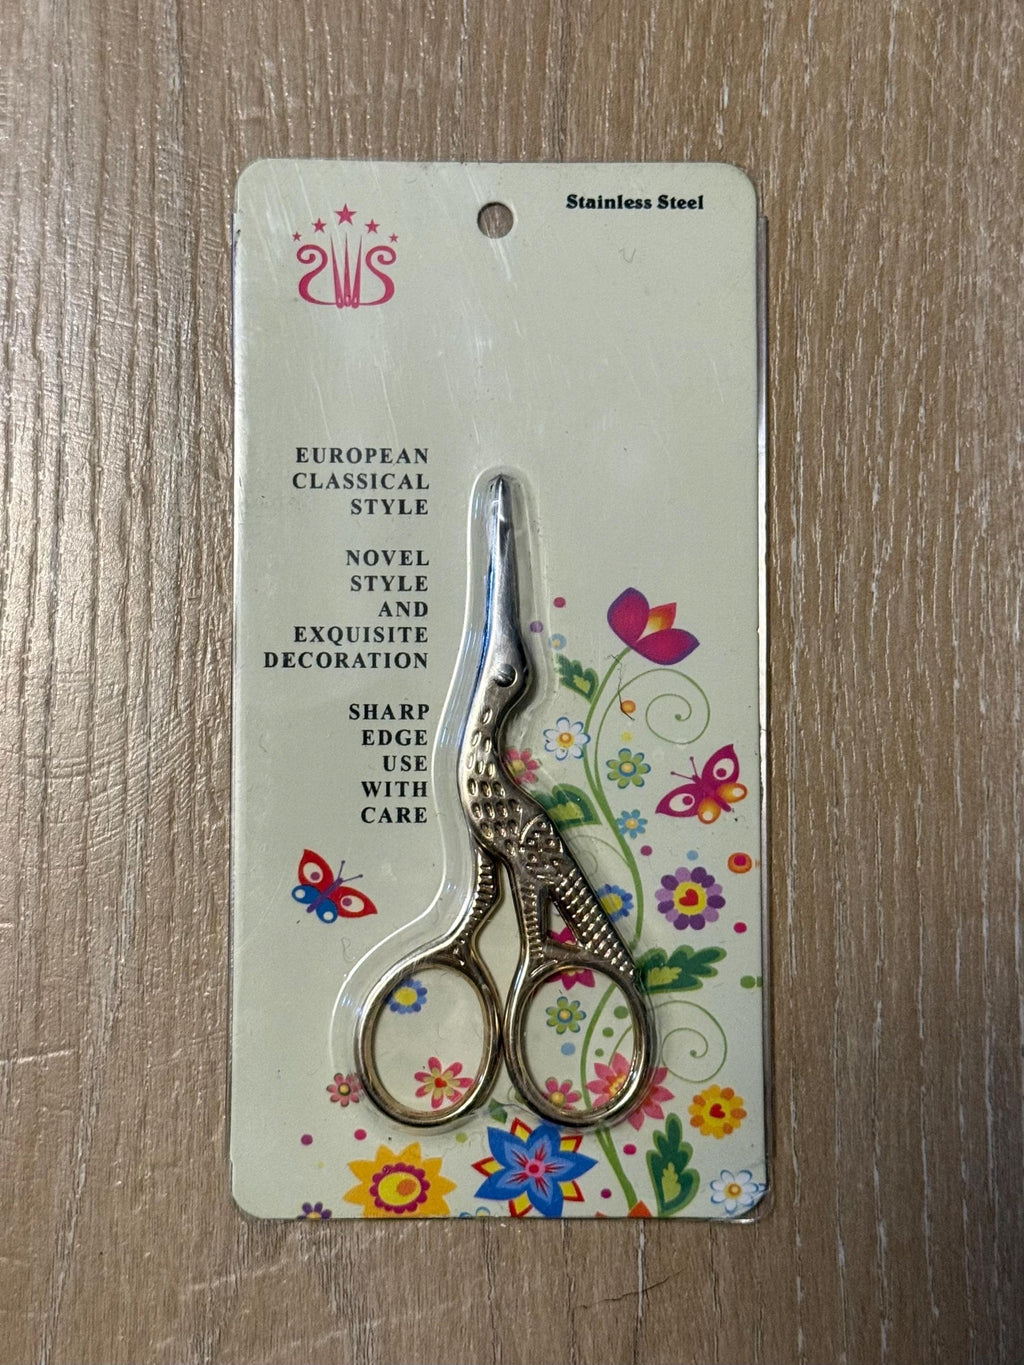 Stainless Steel
EUROPEAN
CLASSICAL
STYLE
NOVEL
STYLE
AND
EXQUISITE
DECORATION
SHARP
EDGE
USE
WITH
CARE